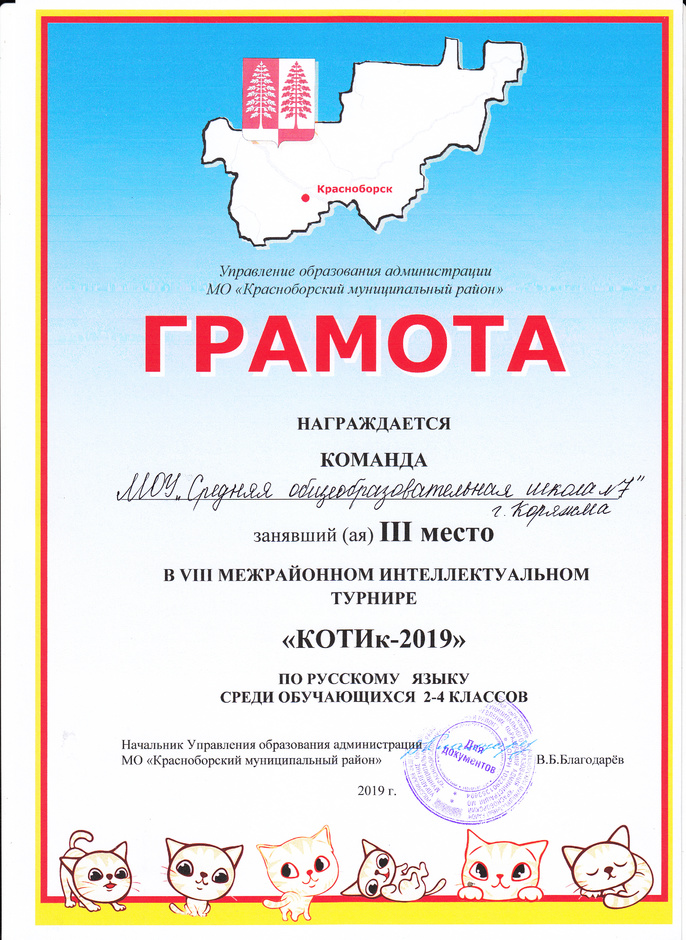 Красноборск
Управление образования администрации
МО «Красноборский муниципальный район»
ГРАМОТА
НАГРАЖДАЕТСЯ
КОМАНДА
МОУ „Средняя общеобразовательная школа №7"
г. Коряжма
занявший (ая) III место
В VIII МЕЖРАЙОННОМ ИНТЕЛЛЕКТУАЛЬНОМ
ТУРНИРЕ
«КОТИк-2019»
ПО РУССКОМУ ЯЗЫКУ
СРЕДИ ОБУЧАЮЩИХСЯ 2-4 КЛАССОВ
Начальник Управления образования администрации
МО «Красноборский муниципальный район» В.Б.Благодарёв
Для
документов
2019 г.